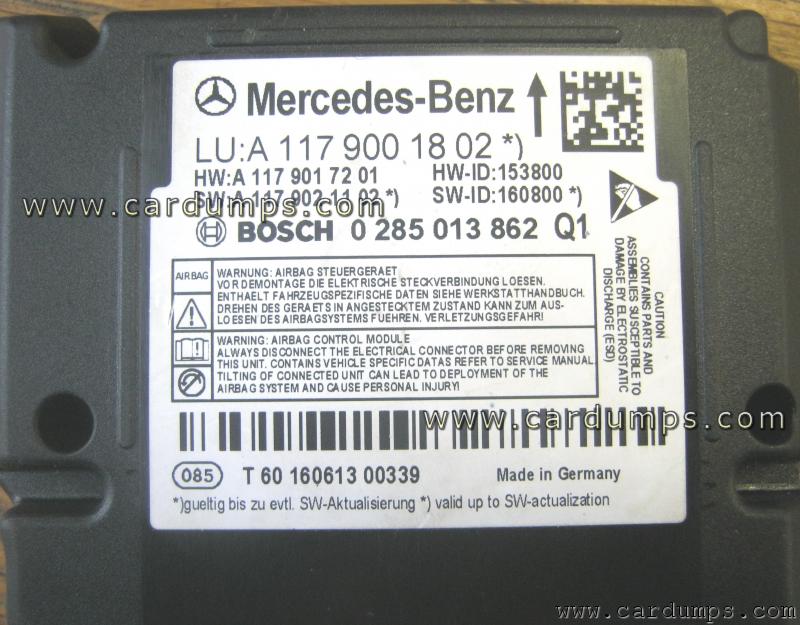 Mercedes-Benz
LU:A 117 900 18 02 *)
HW:A 117 901 72 01 HW-ID:153800
SW:A 117 902 11 02 *) SW-ID:160800 *)
www.cardumps.com
BOSCH 0 285 013 862 Q1
CAUTION
CONTAINS PARTS AND
ASSEMBLIES SUSCEPTIBLE TO
DAMAGE BY ELECTROSTATIC
DISCHARGE (ESD)
AIRBAG
WARNUNG: AIRBAG STEUERGERAET
VOR DEMONTAGE DIE ELEKTRISCHE STECKVERBINDUNG LOESEN.
ENTHAELT FAHRZEUGSPEZIFISCHE DATEN SIEHE WERKSTATTHANDBUCH.
DREHEN DES GERAETS IN ANGESTECKTEM ZUSTAND KANN ZUM AUS-
LOESEN DES AIRBAGSYSTEMS FUEHREN. VERLETZUNGSGEFAHR!
WARNING: AIRBAG CONTROL MODULE
ALWAYS DISCONNECT THE ELECTRICAL CONNECTOR BEFORE REMOVING
THIS UNIT. CONTAINS VEHICLE SPECIFIC DATAS REFER TO SERVICE MANUAL
TILTING OF CONNECTED UNIT CAN LEAD TO DEPLOYMENT OF THE
AIRBAG SYSTEM AND CAUSE PERSONAL INJURY!
www.cardumps.com
085 T 60 160613 00339 Made in Germany
*)gueltig bis zu evtl. SW-Aktualisierung *) valid up to SW-actualization
www.cardumps.com